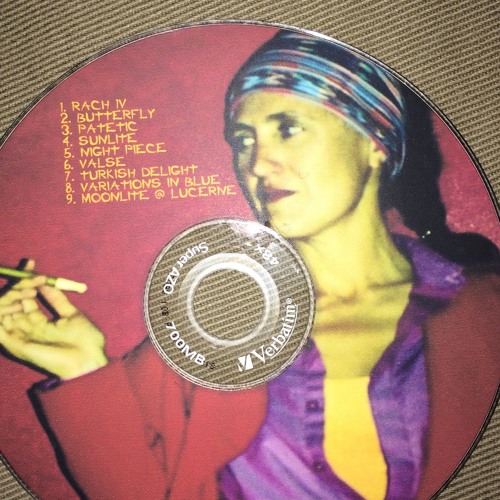 1. RACH IV
2. BUTTERFLY
3. PATETIC
4. SUNLITE
5. NIGHT PIECE
6. VALSE
7. TURKISH DELIGHT
8. VARIATIONS IN BLUE
9. MOONLITE @ LUCERNE
Super AZO
700MB
Verbatim®